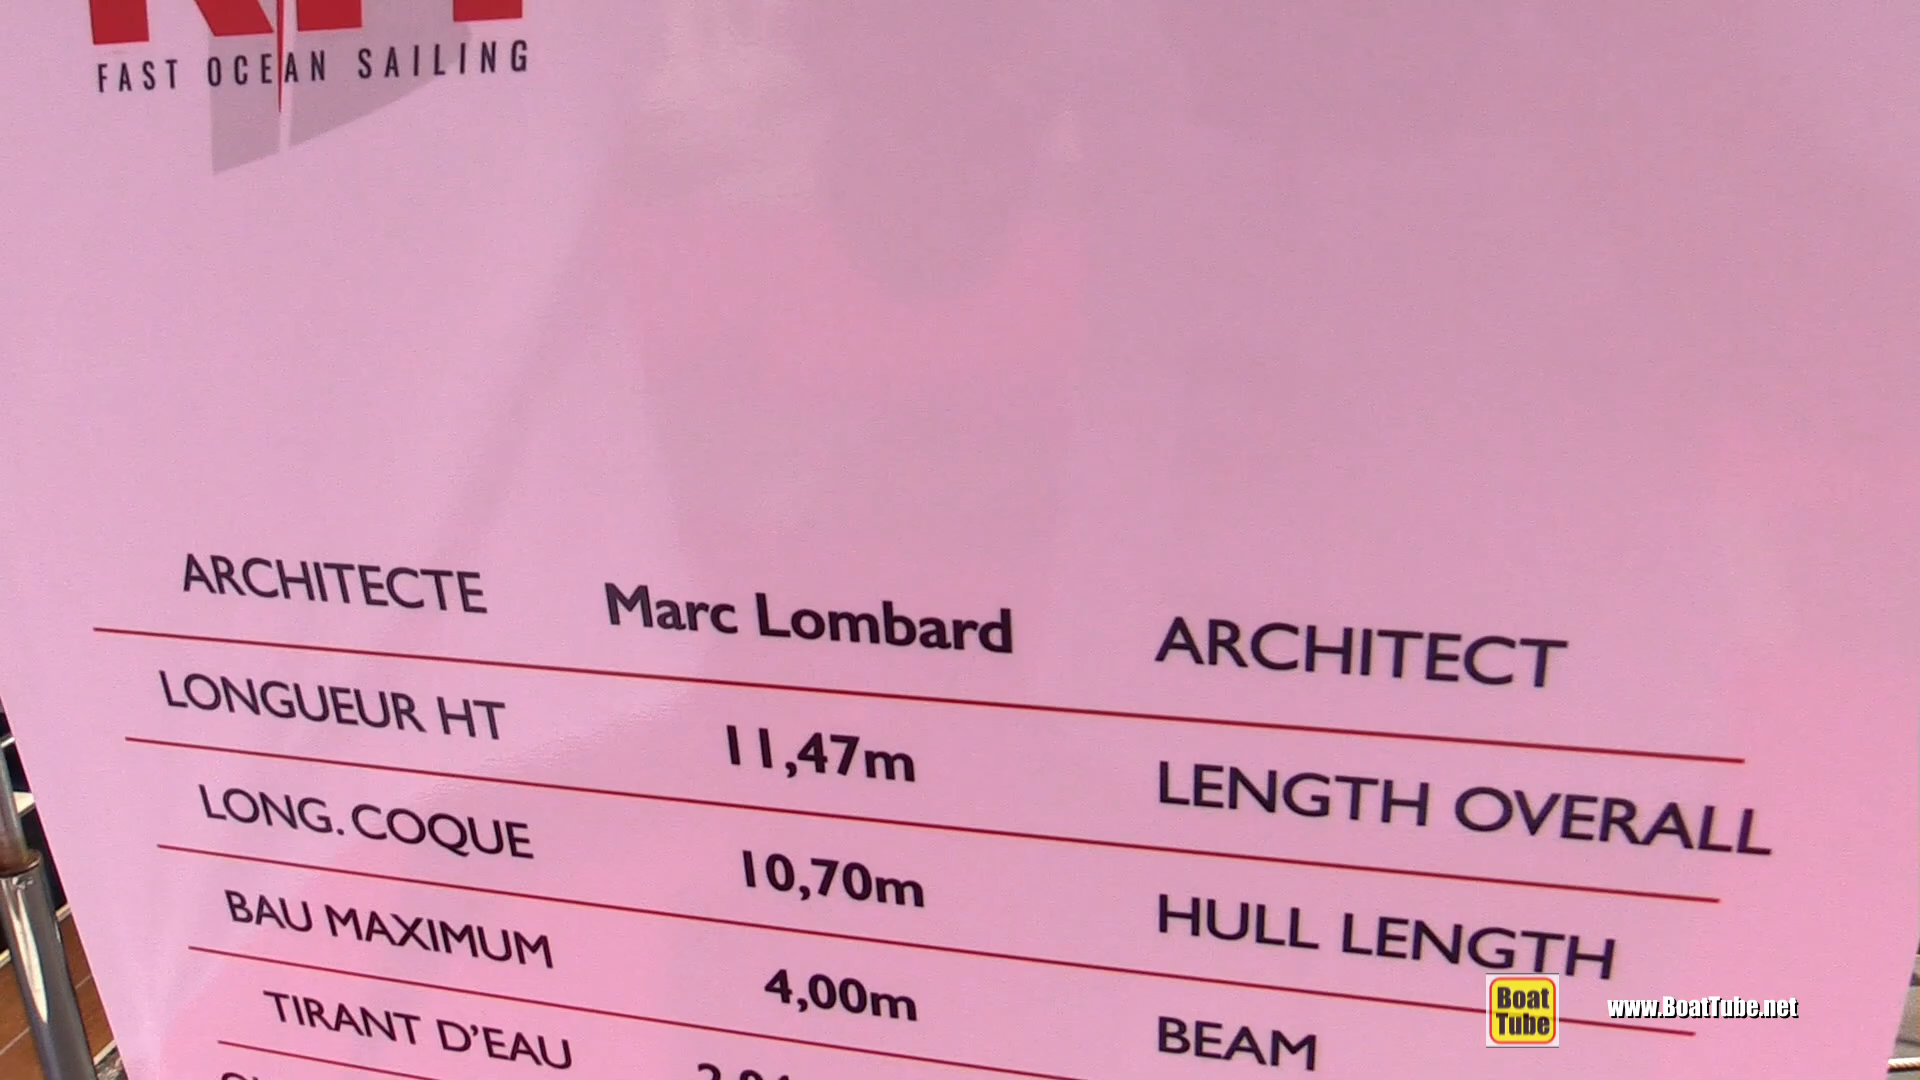 FAST OCEAN SAILING
ARCHITECTE Marc Lombard ARCHITECT
LONGUEUR HT 11,47m LENGTH OVERALL
LONG. COQUE 10,70m HULL LENGTH
BAU MAXIMUM 4,00m BEAM
TIRANT D'EAU
Boat Tube
www.BoatTube.net